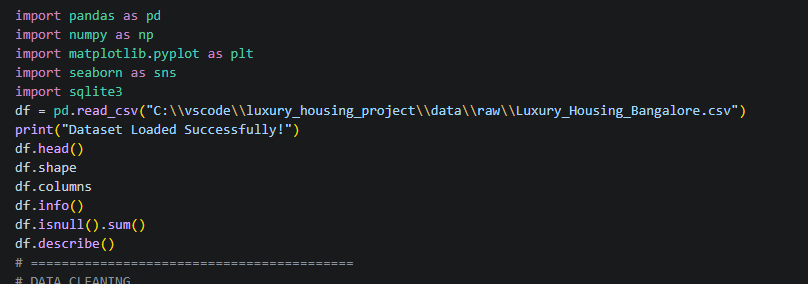 import pandas as pd
import numpy as np
import matplotlib.pyplot as plt
import seaborn as sns
import sqlite3
df = pd.read_csv("C:\\vscode\\luxury_housing_project\\data\\raw\\Luxury_Housing_Bangalore.csv")
print("Dataset Loaded Successfully!")
df.head()
df.shape
df.columns
df.info()
df.isnull().sum()
df.describe()
# ==========================================
# DATA CLEANING